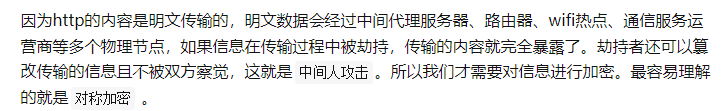 因为http的内容是明文传输的，明文数据会经过中间代理服务器、路由器、wifi热点、通信服务运
营商等多个物理节点，如果信息在传输过程中被劫持，传输的内容就完全暴露了。劫持者还可以篡
改传输的信息且不被双方察觉，这就是 中间人攻击 。所以我们才需要对信息进行加密。最容易理解
的就是 对称加密 。